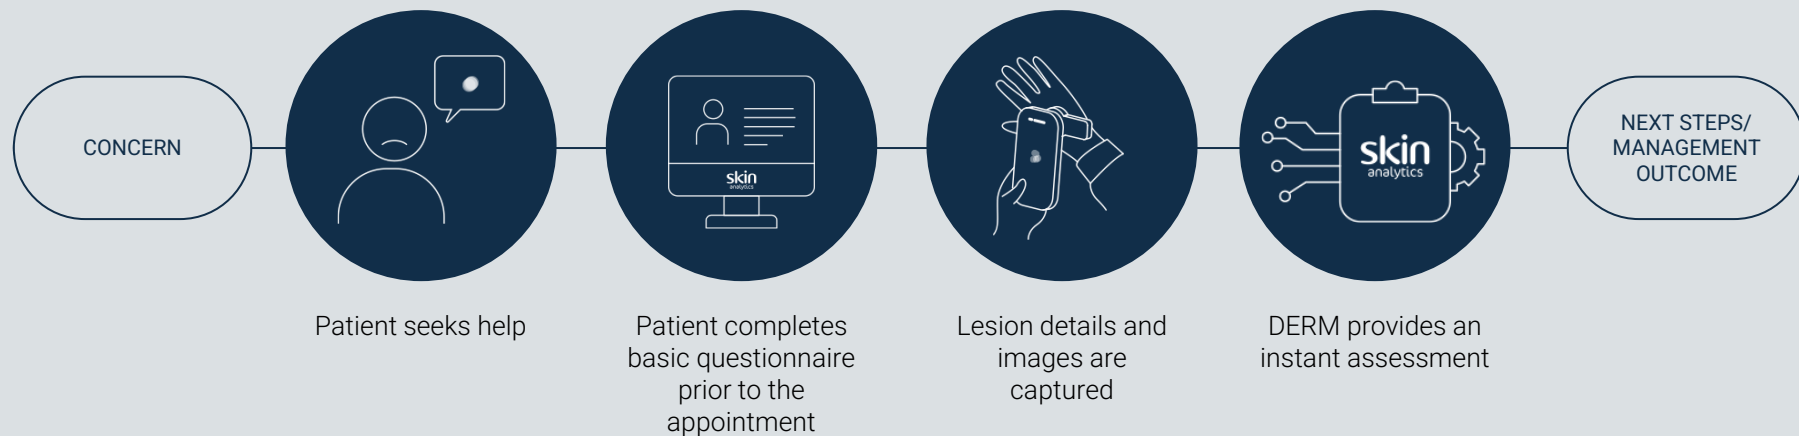 CONCERN
skin
analytics
skin
analytics
NEXT STEPS/
MANAGEMENT
OUTCOME
Patient seeks help
Patient completes
basic questionnaire
prior to the
appointment
Lesion details and
images are
captured
DERM provides an
instant assessment